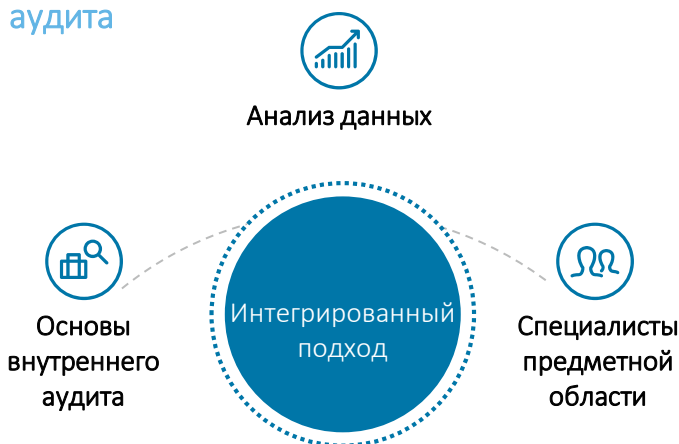 аудита
Анализ данных
Интегрированный
подход
Основы
внутреннего
аудита
Специалисты
предметной
области